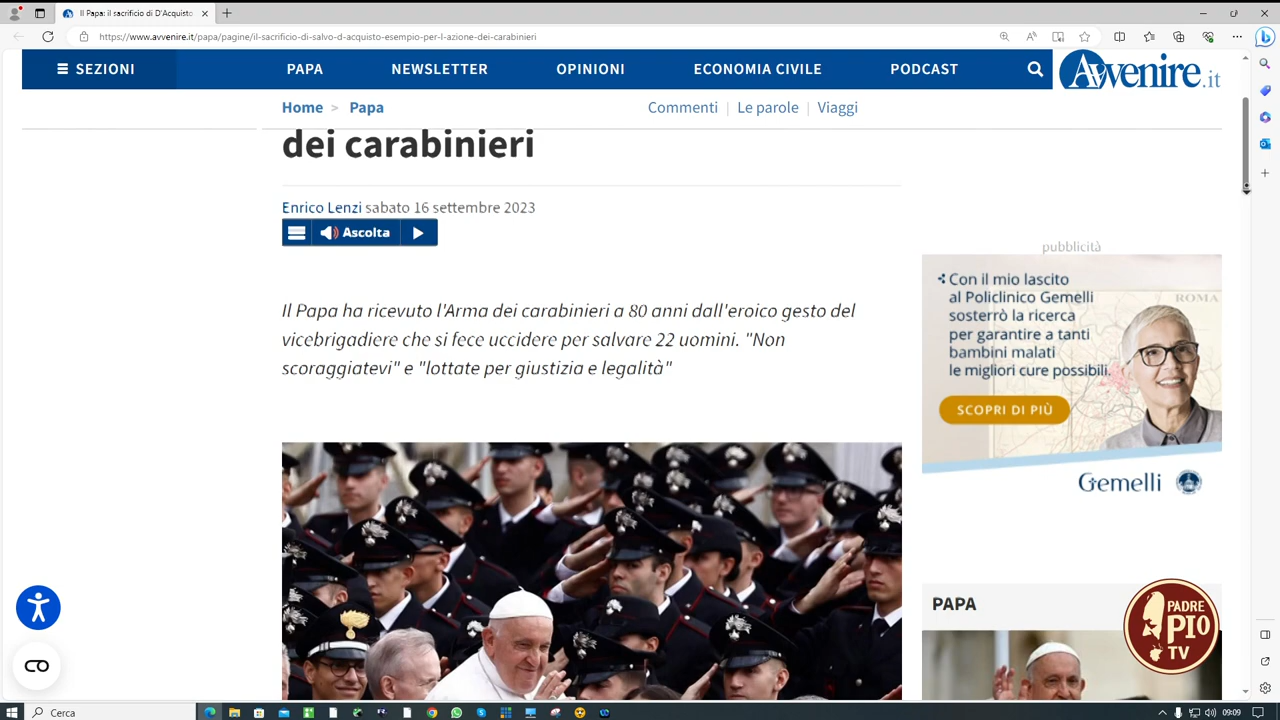 Il Papa: il sacrificio di D'Acquisto
https://www.avvenire.it/papa/pagine/il-sacrificio-di-salvo-d-acquisto-esempio-per-l-azione-dei-carabinieri
SEZIONI
PAPA
NEWSLETTER
OPINIONI
ECONOMIA CIVILE
PODCAST
Avvenire.it
Home > Papa
Commenti | Le parole | Viaggi
dei carabinieri
Enrico Lenzi sabato 16 settembre 2023
Ascolta
Il Papa ha ricevuto l'Arma dei carabinieri a 80 anni dall'eroico gesto del
vicebrigadiere che si fece uccidere per salvare 22 uomini. "Non
scoraggiatevi" e "lottate per giustizia e legalità"
pubblicità
Con il mio lascito
al Policlinico Gemelli
sosterrò la ricerca
per garantire a tanti
bambini malati
le migliori cure possibili.
ROMA
SCOPRI DI PIÙ
Gemelli
PAPA
PADRE
PIO
TV
Cerca
09:09